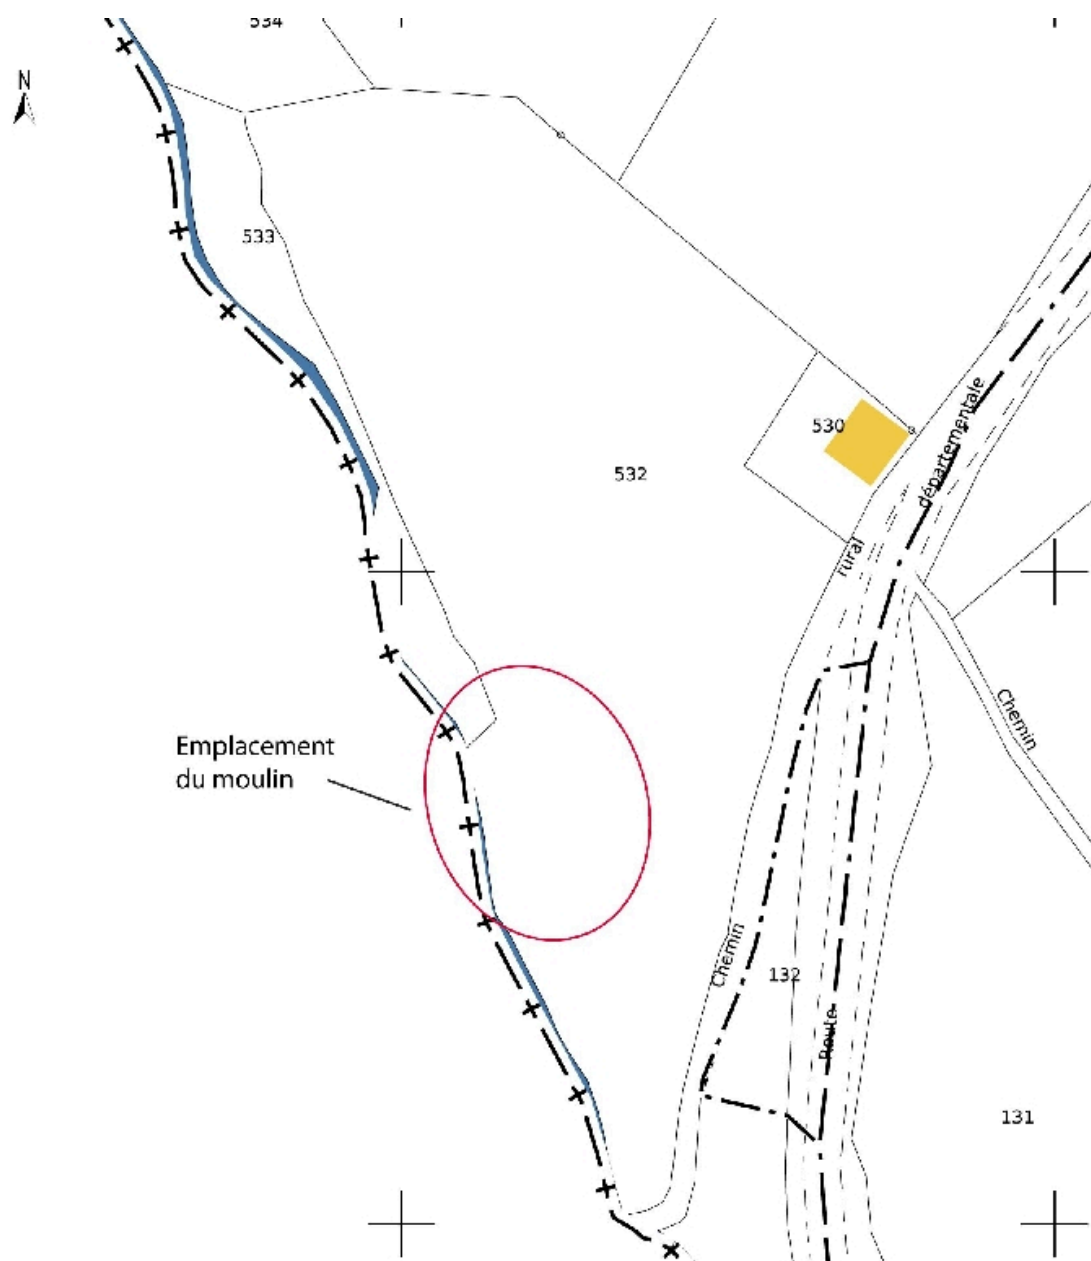 534
N
533
530
départementale
532
rural
Chemin
Emplacement
du moulin
Chemin
132
Route
131